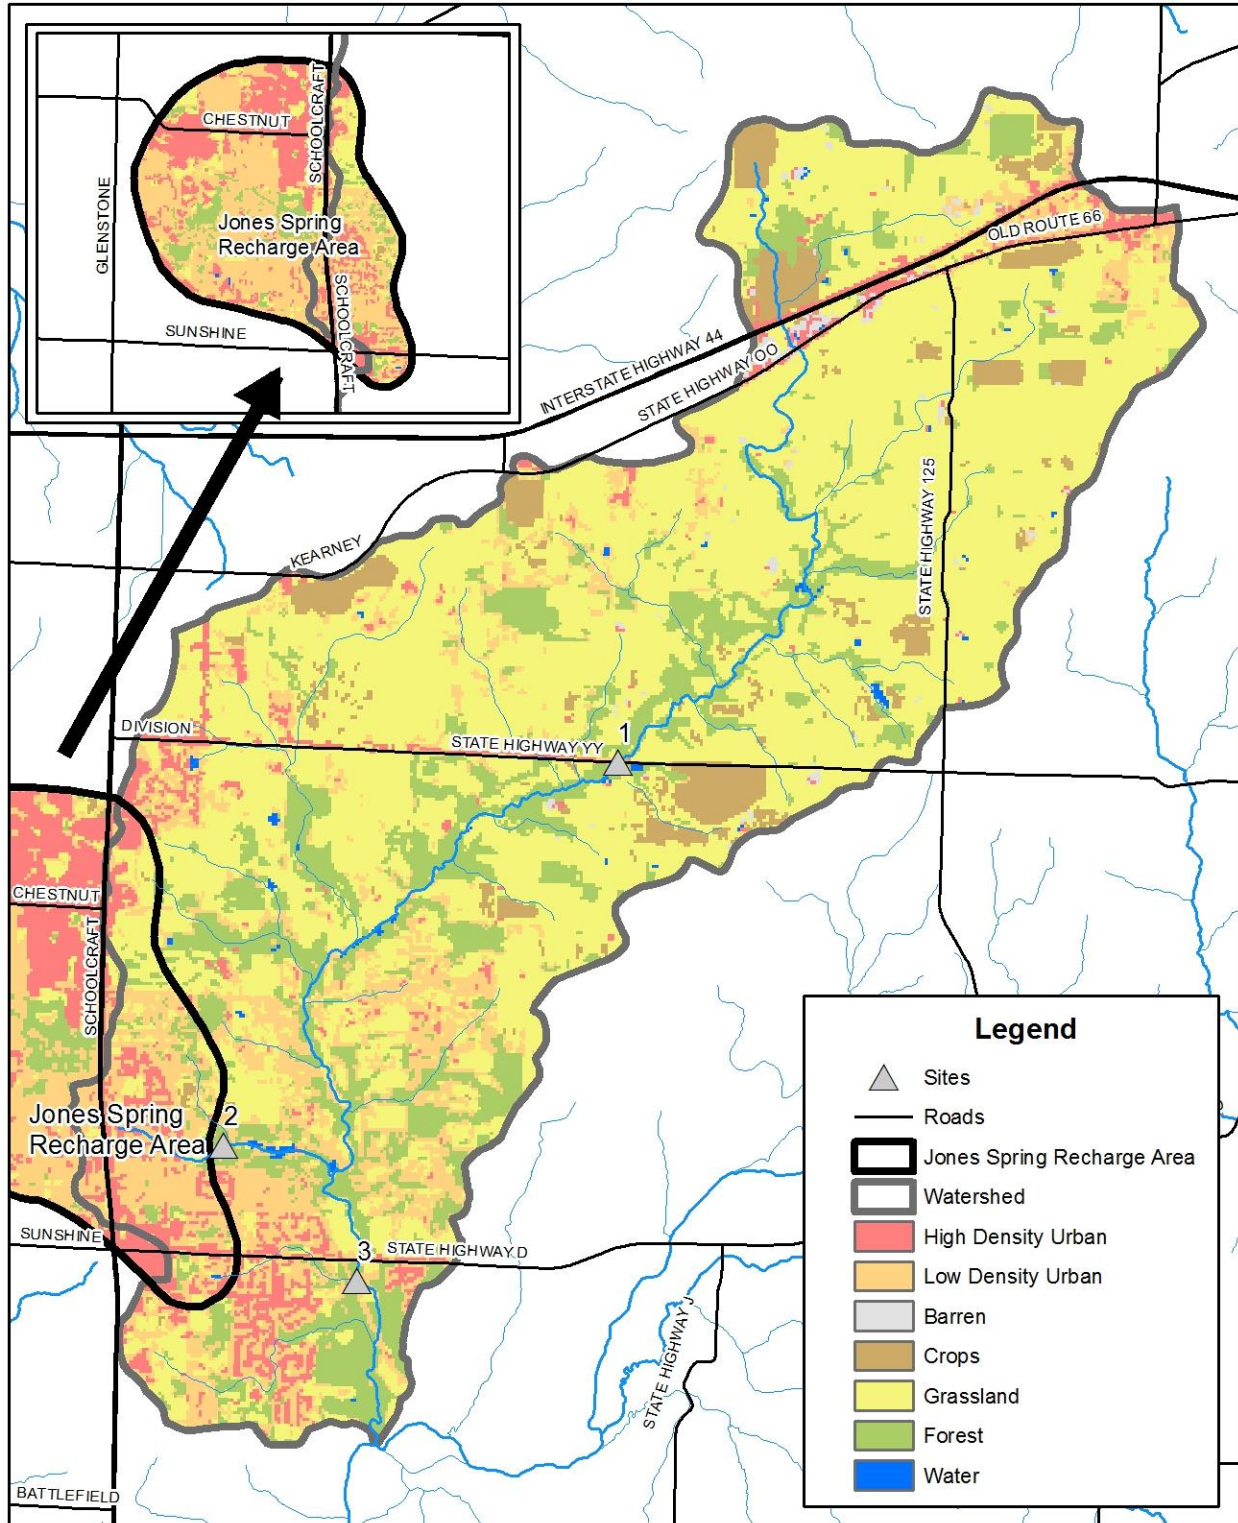 CHESTNUT
SCHOOLCRAFT
GLENSTONE
Jones Spring
Recharge Area
SUNSHINE
SCHOOLCRAFT
OLD ROUTE 66
INTERSTATE HIGHWAY 44
STATE HIGHWAY OO
STATE HIGHWAY 125
KEARNEY
DIVISION
STATE HIGHWAY YY
1
CHESTNUT
SCHOOLCRAFT
Jones Spring
Recharge Area
2
SUNSHINE
3
STATE HIGHWAY D
STATE HIGHWAY J
BATTLEFIELD
Legend
Sites
Roads
Jones Spring Recharge Area
Watershed
High Density Urban
Low Density Urban
Barren
Crops
Grassland
Forest
Water